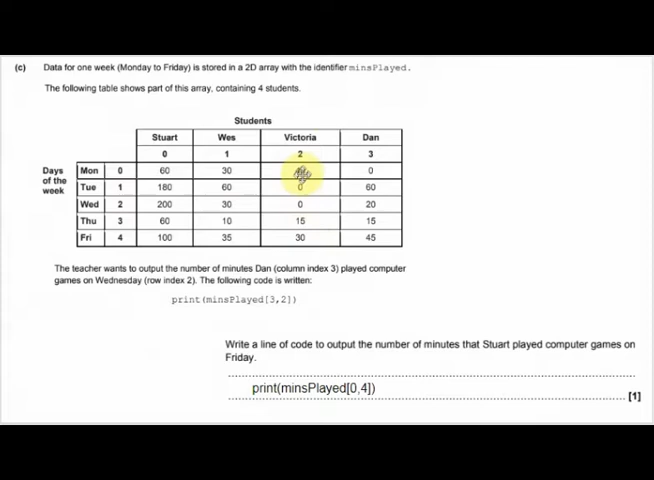 (c) Data for one week (Monday to Friday) is stored in a 2D array with the identifier minsPlayed.
The following table shows part of this array, containing 4 students.
Students
Stuart Wes Victoria Dan
0 1 2 3
Days of the week
Mon 0 60 30 0
Tue 1 180 60 0 60
Wed 2 200 30 0 20
Thu 3 60 10 15 15
Fri 4 100 35 30 45
The teacher wants to output the number of minutes Dan (column index 3) played computer
games on Wednesday (row index 2). The following code is written:
print(minsPlayed[3,2])
Write a line of code to output the number of minutes that Stuart played computer games on
Friday.
print(minsPlayed[0,4])
[1]